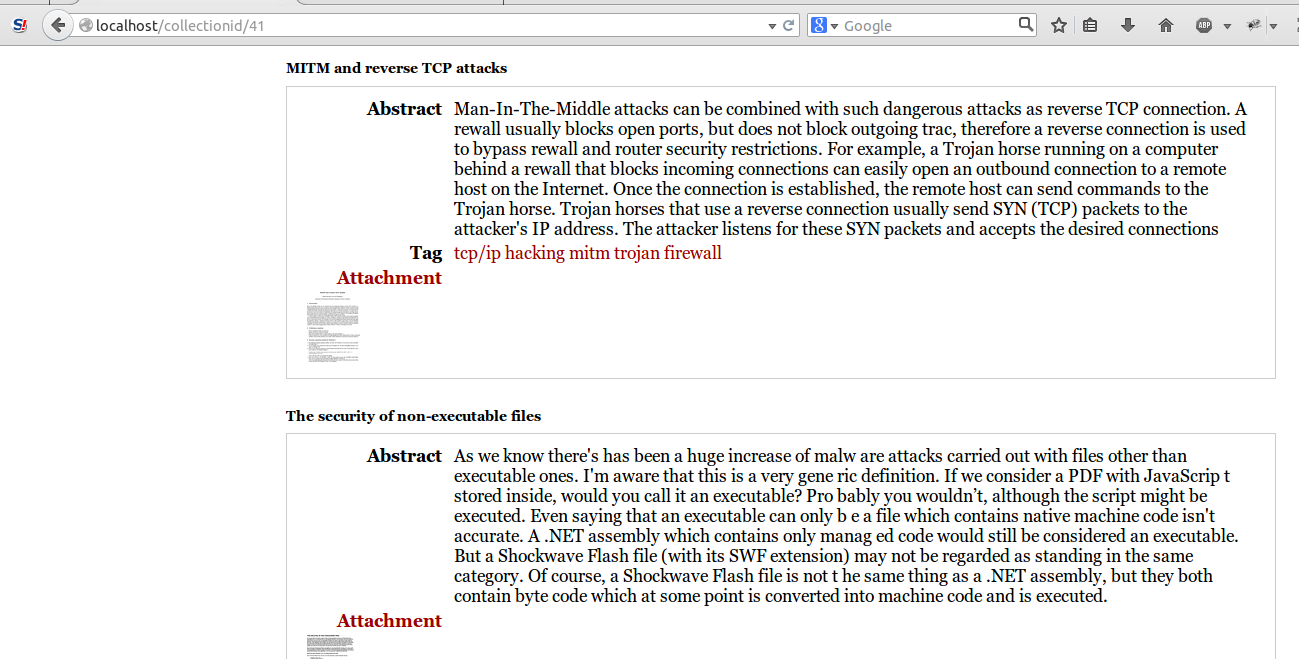 S!
localhost/collectionid/41
8
Google
ABP
MITM and reverse TCP attacks
Abstract
Man-In-The-Middle attacks can be combined with such dangerous attacks as reverse TCP connection. A
rewall usually blocks open ports, but does not block outgoing trac, therefore a reverse connection is used
to bypass rewall and router security restrictions. For example, a Trojan horse running on a computer
behind a rewall that blocks incoming connections can easily open an outbound connection to a remote
host on the Internet. Once the connection is established, the remote host can send commands to the
Trojan horse. Trojan horses that use a reverse connection usually send SYN (TCP) packets to the
attacker's IP address. The attacker listens for these SYN packets and accepts the desired connections
Tag
tcp/ip hacking mitm trojan firewall
Attachment
The security of non-executable files
Abstract
As we know there's has been a huge increase of malw are attacks carried out with files other than
executable ones. I'm aware that this is a very gene ric definition. If we consider a PDF with JavaScrip t
stored inside, would you call it an executable? Pro bably you wouldn’t, although the script might be
executed. Even saying that an executable can only b e a file which contains native machine code isn't
accurate. A .NET assembly which contains only manag ed code would still be considered an executable.
But a Shockwave Flash file (with its SWF extension) may not be regarded as standing in the same
category. Of course, a Shockwave Flash file is not t he same thing as a .NET assembly, but they both
contain byte code which at some point is converted into machine code and is executed.
Attachment